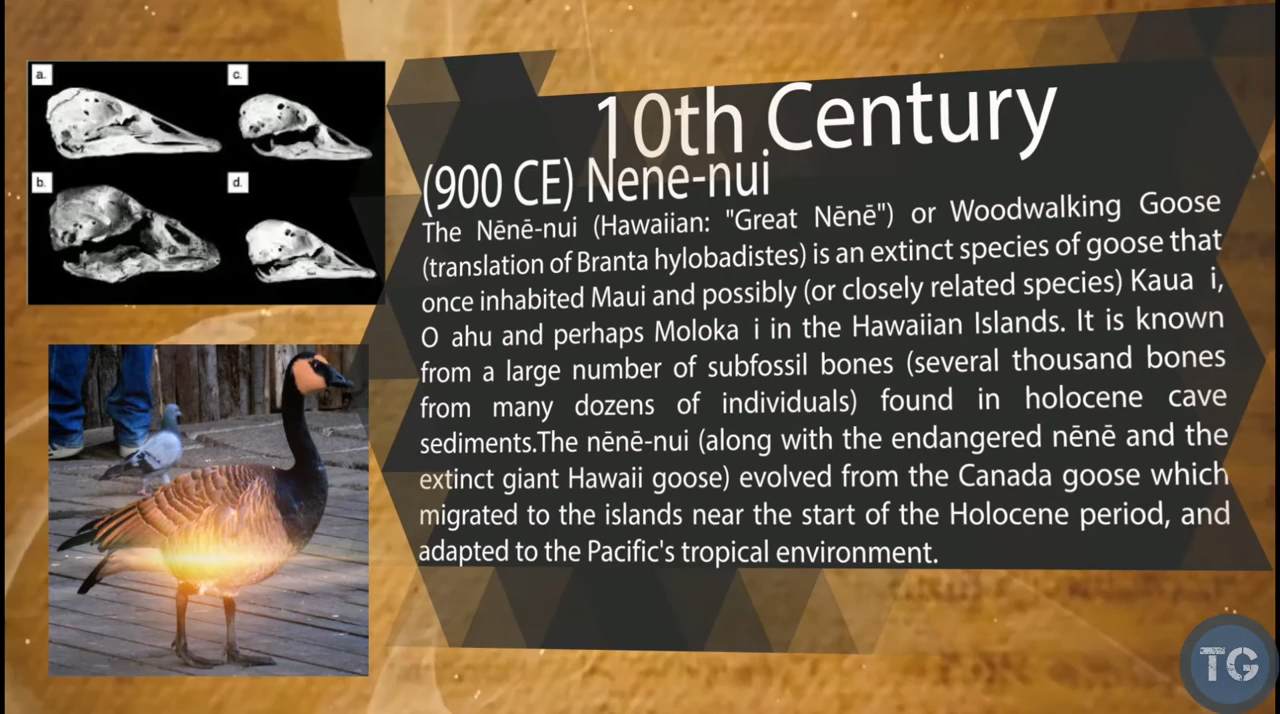 a.
c.
b.
d.
10th Century
(900 CE) Nene-nui
The Nēnē-nui (Hawaiian: "Great Nēnē") or Woodwalking Goose
(translation of Branta hylobadistes) is an extinct species of goose that
once inhabited Maui and possibly (or closely related species) Kaua i,
O ahu and perhaps Moloka i in the Hawaiian Islands. It is known
from a large number of subfossil bones (several thousand bones
from many dozens of individuals) found in holocene cave
sediments.The nēnē-nui (along with the endangered nēnē and the
extinct giant Hawaii goose) evolved from the Canada goose which
migrated to the islands near the start of the Holocene period, and
adapted to the Pacific's tropical environment.
TG